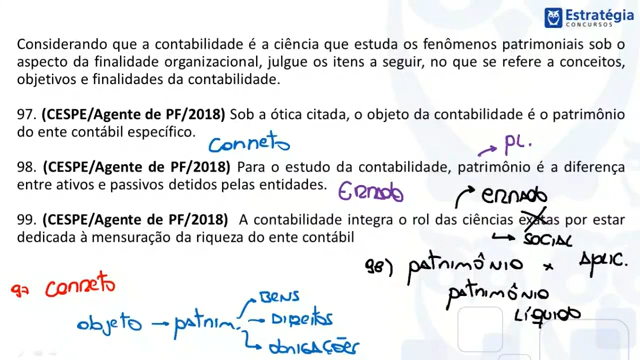 Estratégia
CONCURSOS
Considerando que a contabilidade é a ciência que estuda os fenômenos patrimoniais sob o
aspecto da finalidade organizacional, julgue os itens a seguir, no que se refere a conceitos,
objetivos e finalidades da contabilidade.
97. (CESPE/Agente de PF/2018) Sob a ótica citada, o objeto da contabilidade é o patrimônio
do ente contábil específico.
Correto
PL.
98. (CESPE/Agente de PF/2018) Para o estudo da contabilidade, patrimônio é a diferença
entre ativos e passivos detidos pelas entidades.
ERRADO
ERRADO
99. (CESPE/Agente de PF/2018) A contabilidade integra o rol das ciências exatas por estar
dedicada à mensuração da riqueza do ente contábil
SOCIAL
98) PATRIMÔNIO x APLIC.
PATRIMÔNIO
LÍQUIDO
97 Correto
objeto → patrim.
BENS
DIREITOS
OBRIGAÇÕES